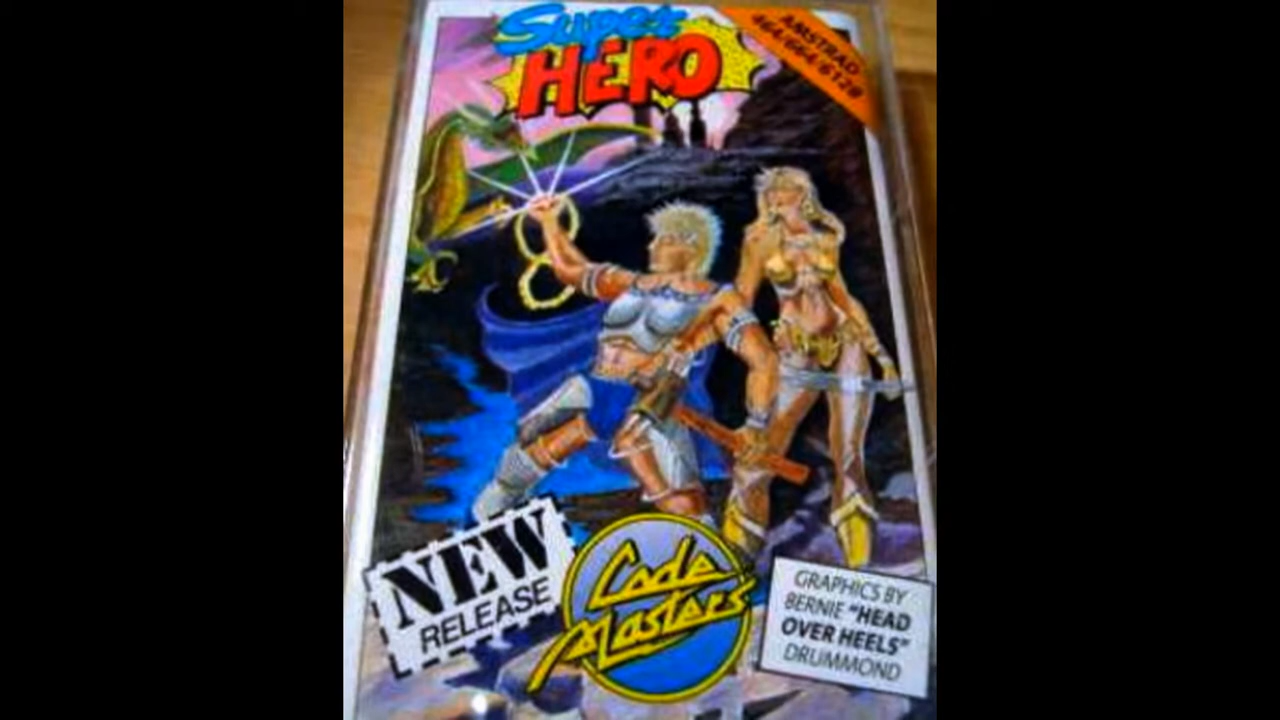 Super
HERO
AMSTRAD
464/664/6128
NEW
RELEASE
Code
Masters
GRAPHICS BY
BERNIE "HEAD
OVER HEELS"
DRUMMOND